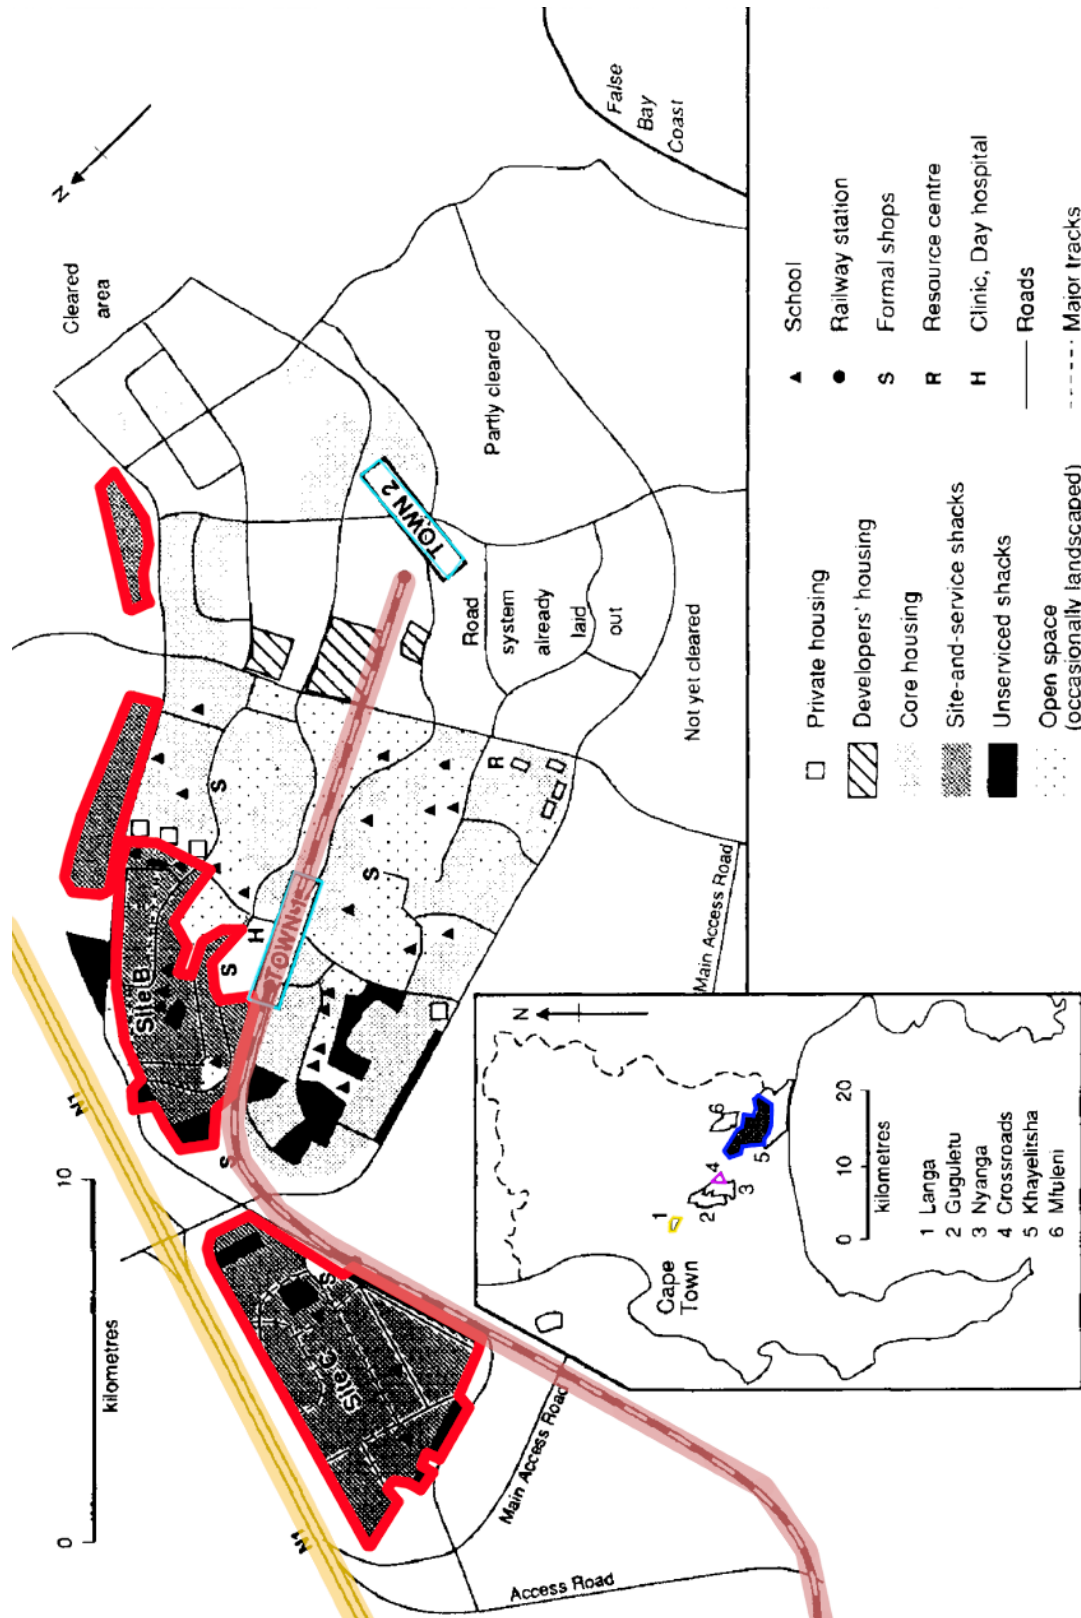 False
Bay
Coast
N
Cleared
area
Partly cleared
TOWN 2
Road
system
already
laid
out
Not yet cleared
Main Access Road
R
S
S
H
S
TOWN 1
Site B
S
N1
10
0
kilometres
Site C
S
N1
Main Access Road
Access Road
School
Railway station
S Formal shops
R Resource centre
H Clinic, Day hospital
Roads
Major tracks
Private housing
Developers' housing
Core housing
Site-and-service shacks
Unserviced shacks
Open space
(occasionally landscaped)
N
Cape
Town
1
2
3
4
5
6
0 10 20
kilometres
1 Langa
2 Guguletu
3 Nyanga
4 Crossroads
5 Khayelitsha
6 Mfuleni